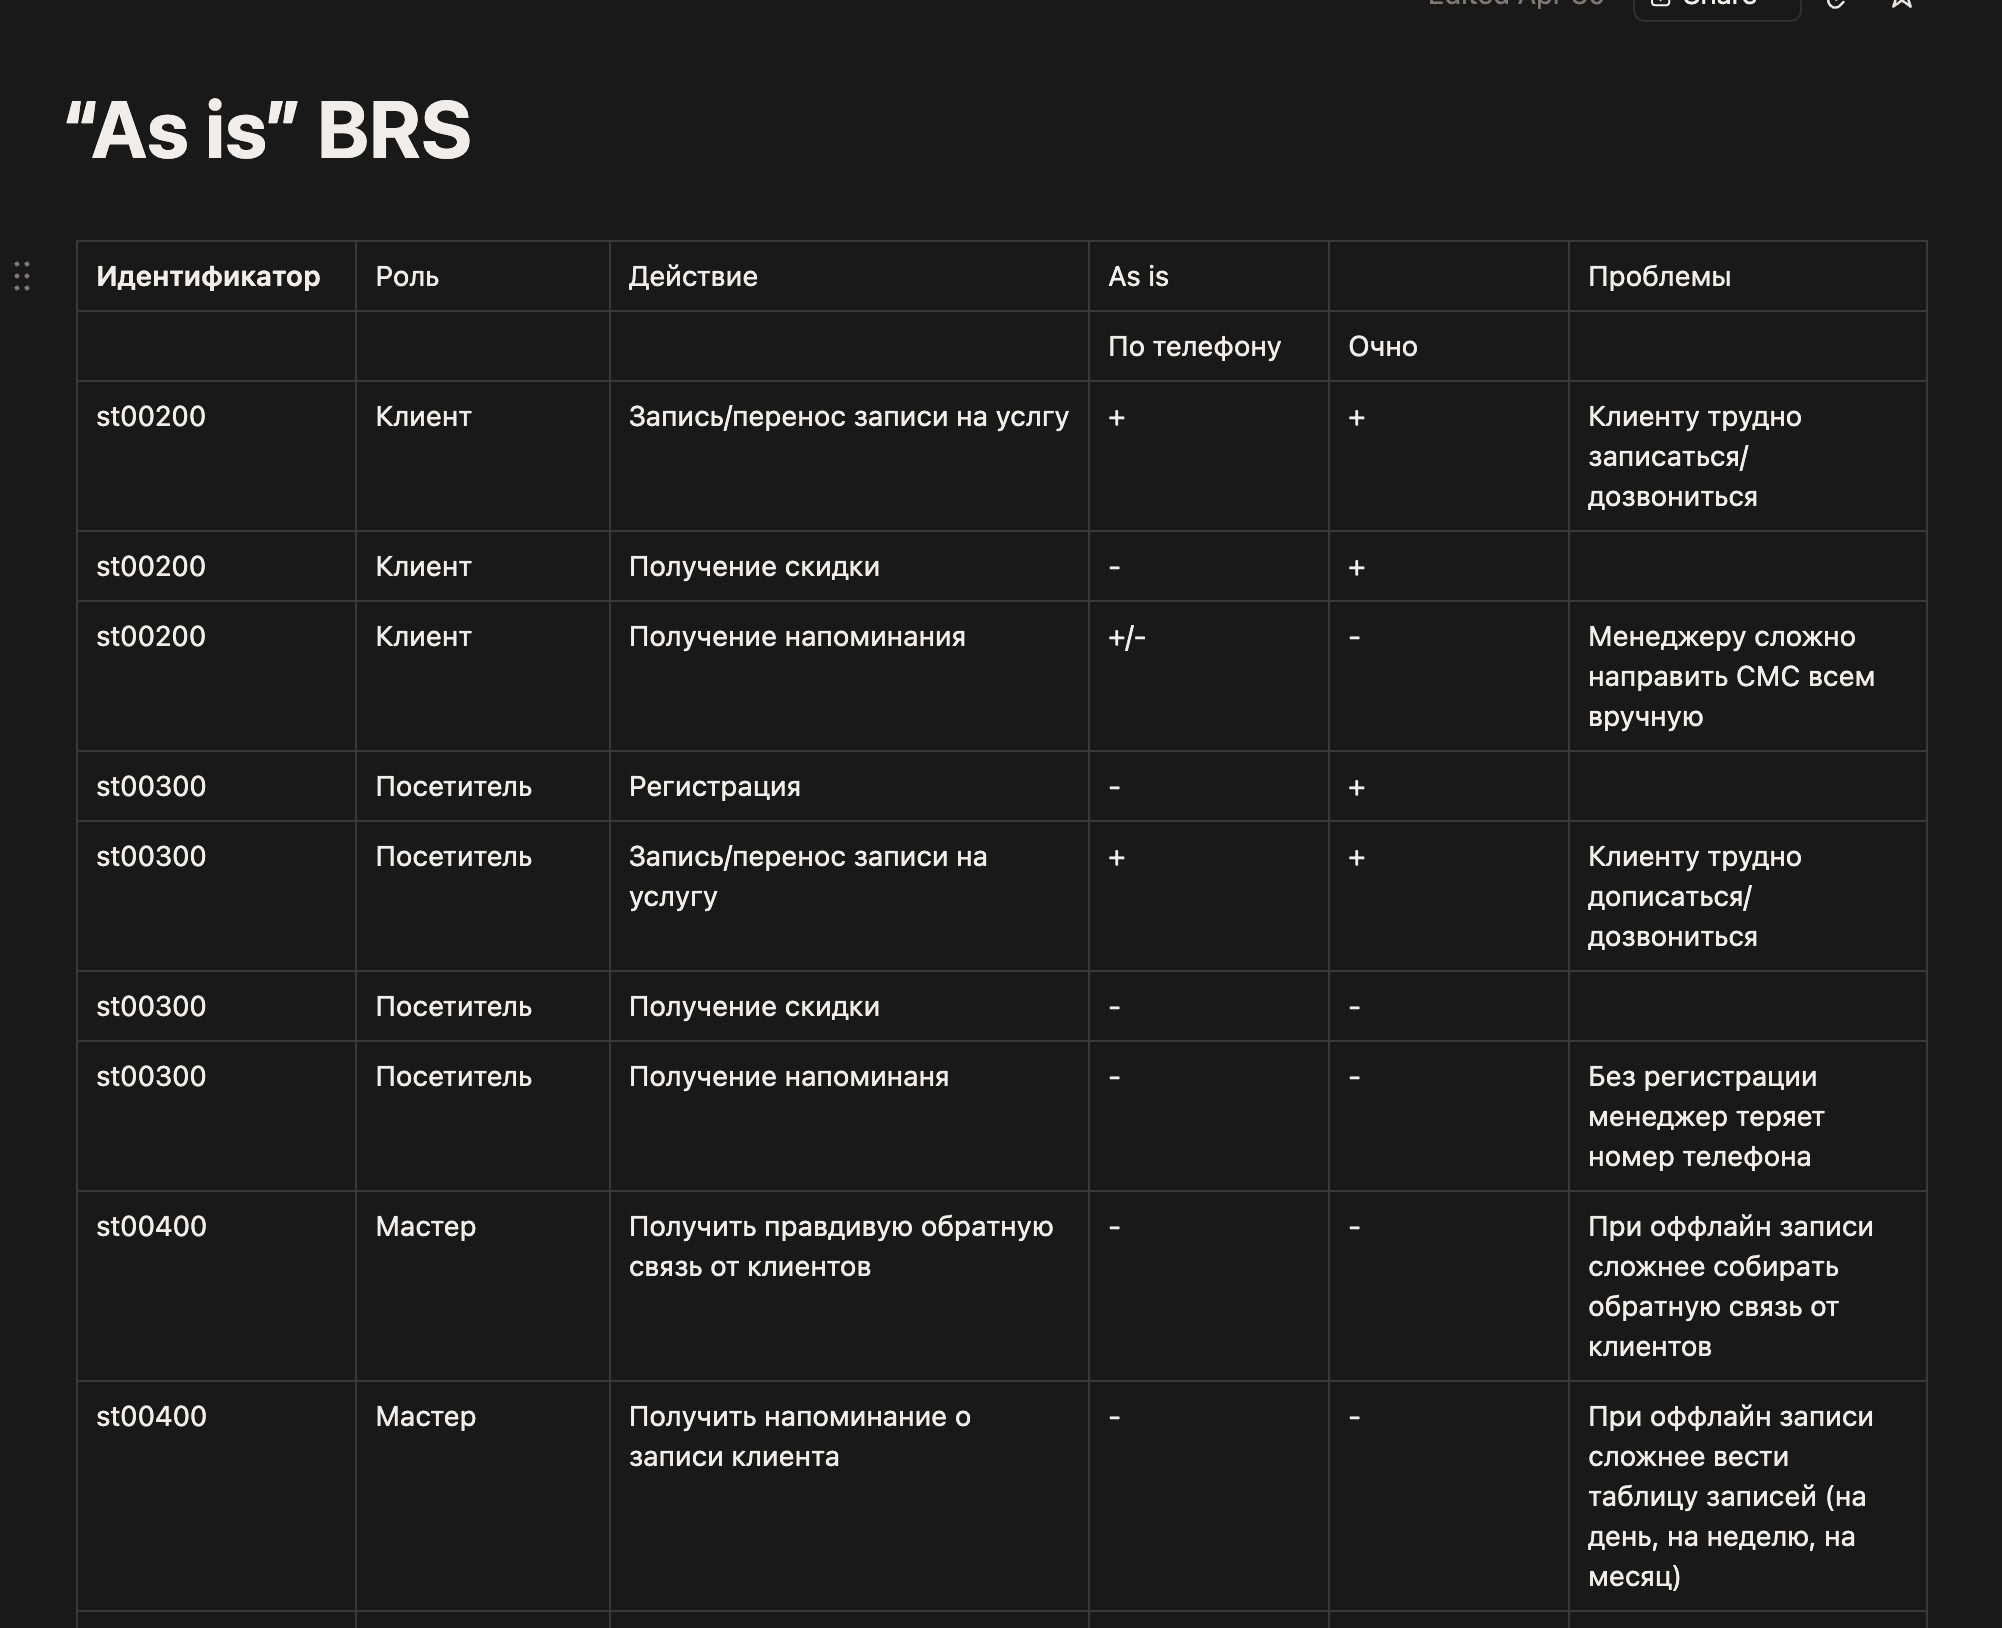 Edited Apr 30 Share
“As is” BRS
Идентификатор Роль Действие As is Проблемы
По телефону Очно
st00200 Клиент Запись/перенос записи на услгу + + Клиенту трудно
записаться/
дозвониться
st00200 Клиент Получение скидки - +
st00200 Клиент Получение напоминания +/- - Менеджеру сложно
направить СМС всем
вручную
st00300 Посетитель Регистрация - +
st00300 Посетитель Запись/перенос записи на + + Клиенту трудно
услугу дописаться/
дозвониться
st00300 Посетитель Получение скидки - -
st00300 Посетитель Получение напоминаня - - Без регистрации
менеджер теряет
номер телефона
st00400 Мастер Получить правдивую обратную - - При оффлайн записи
связь от клиентов сложнее собирать
обратную связь от
клиентов
st00400 Мастер Получить напоминание о - - При оффлайн записи
записи клиента сложнее вести
таблицу записей (на
день, на неделю, на
месяц)